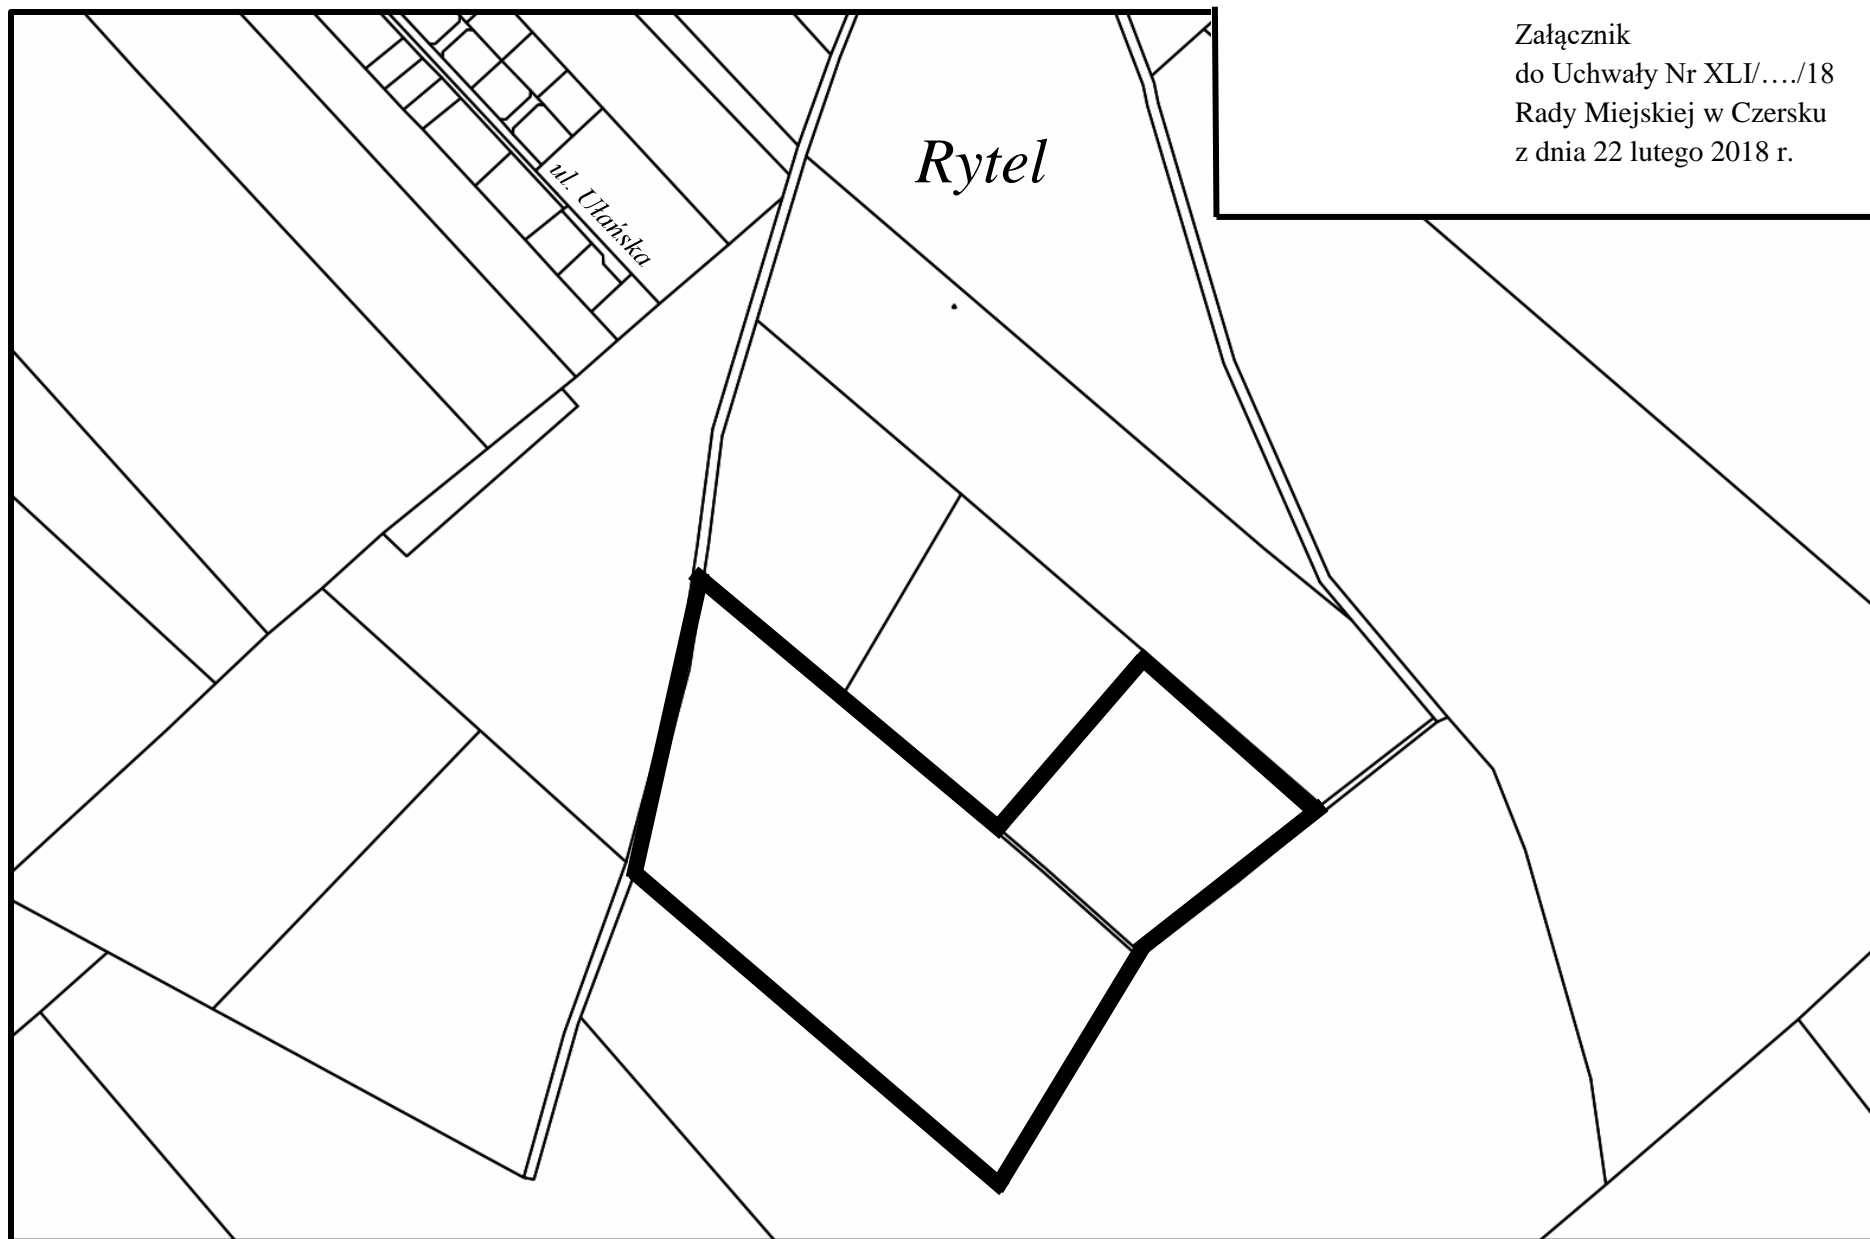 Załącznik
do Uchwały Nr XLI/…./18
Rady Miejskiej w Czersku
z dnia 22 lutego 2018 r.
Rytel
ul. Ułańska